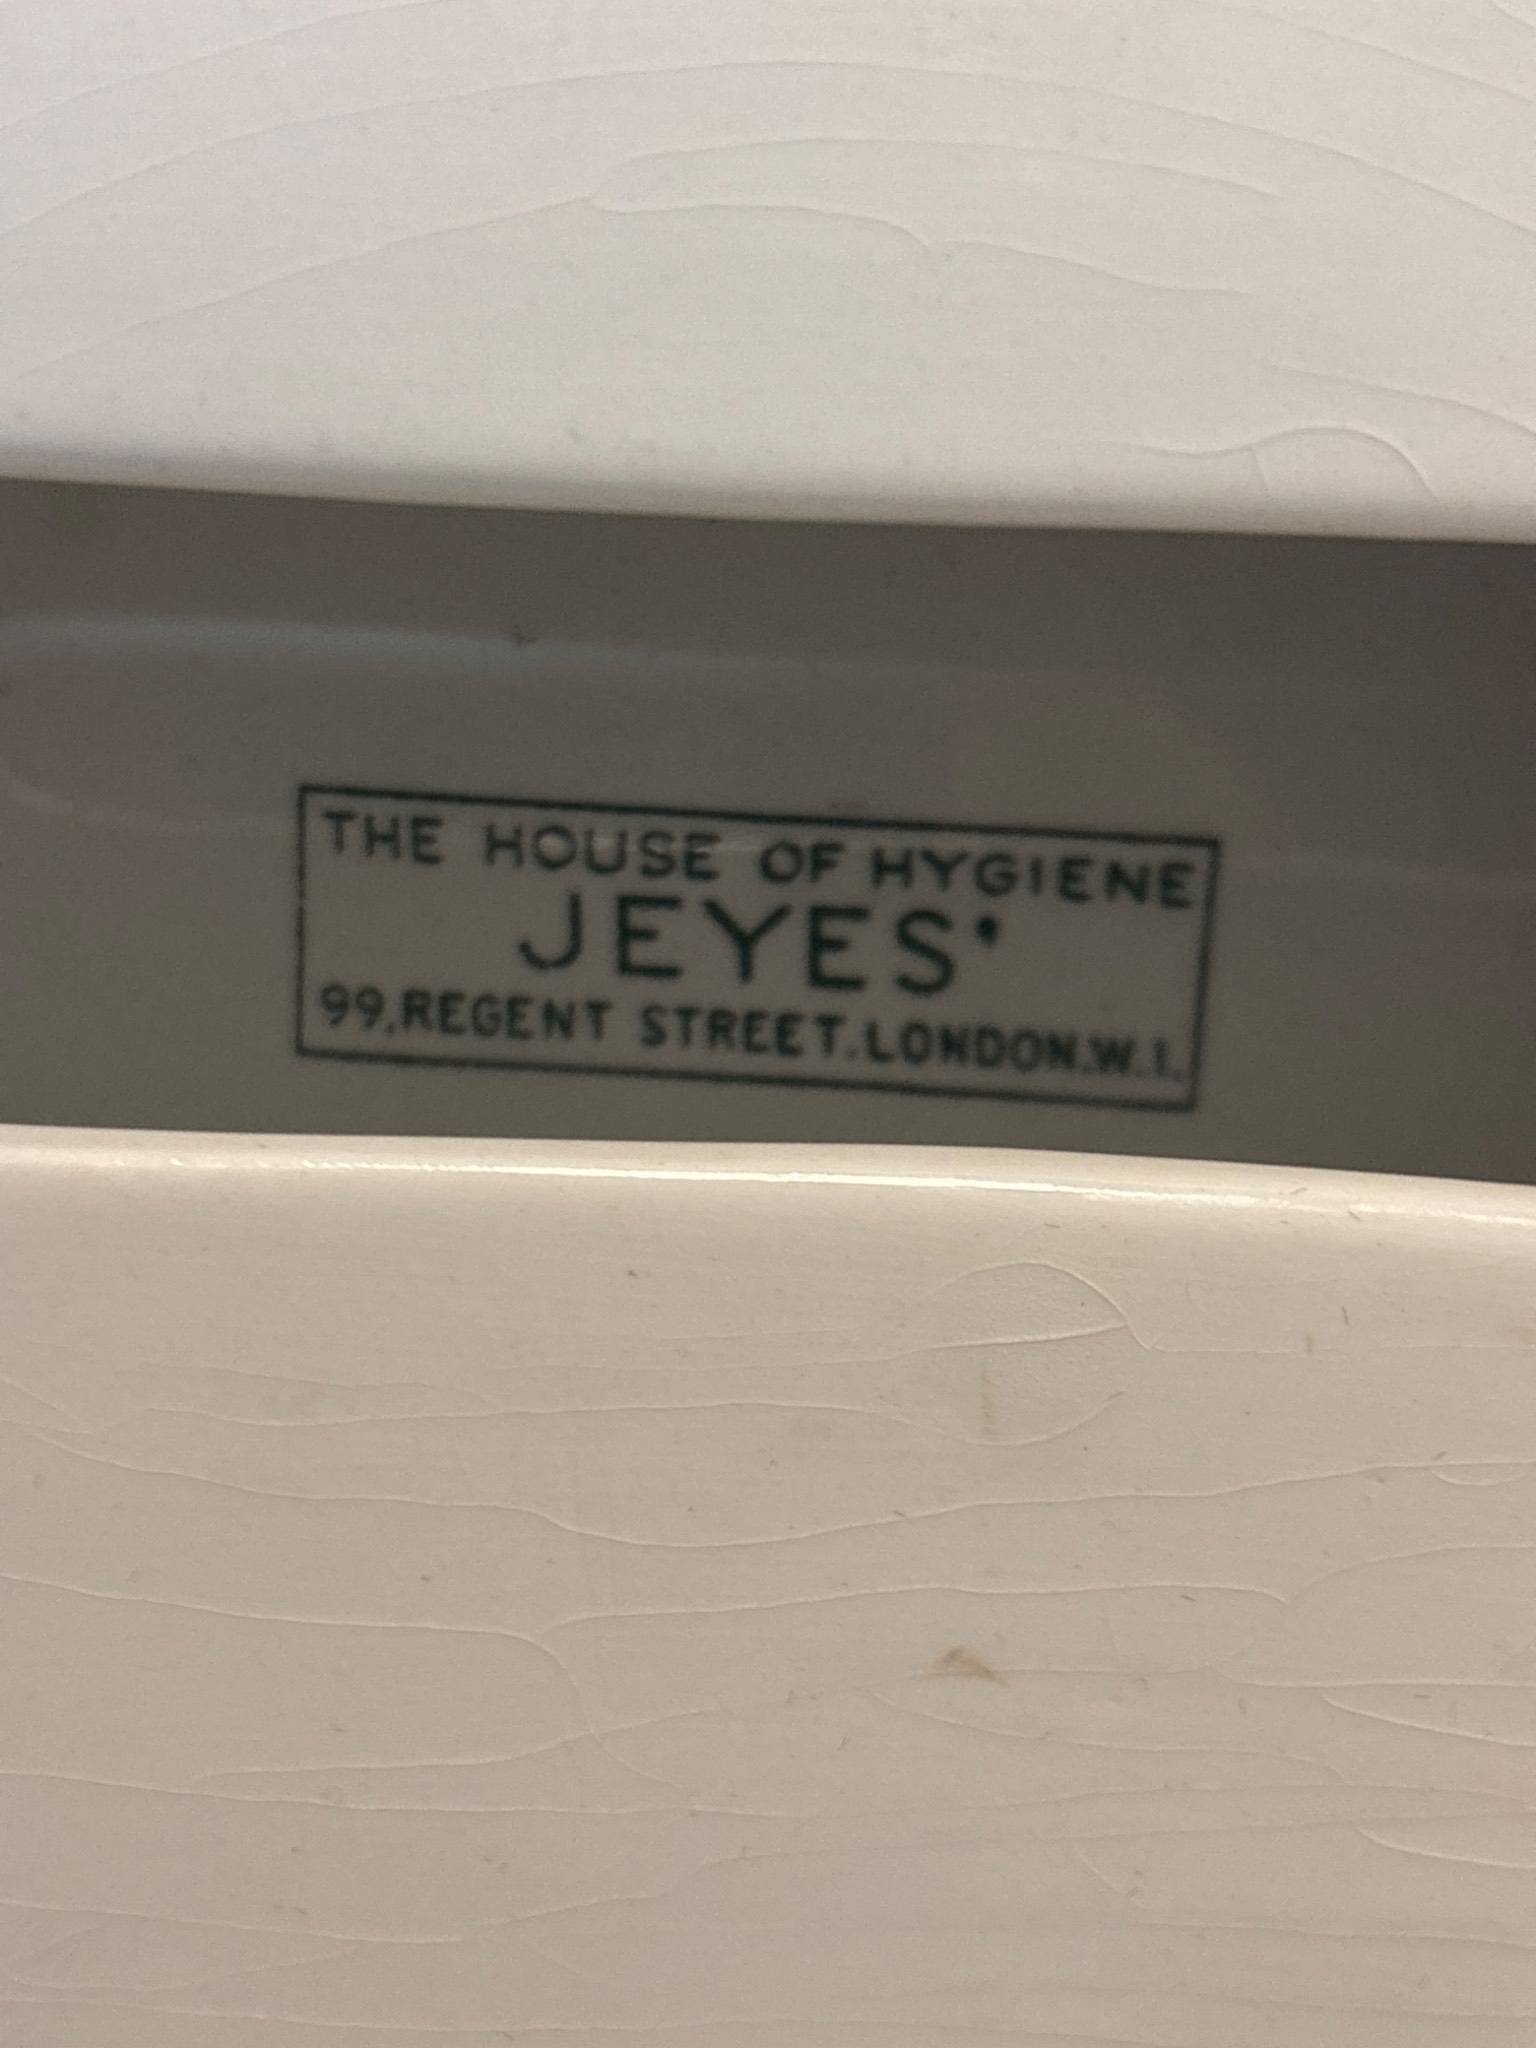 THE HOUSE OF HYGIENE
JEYES'
99, REGENT STREET. LONDON. W. 1.